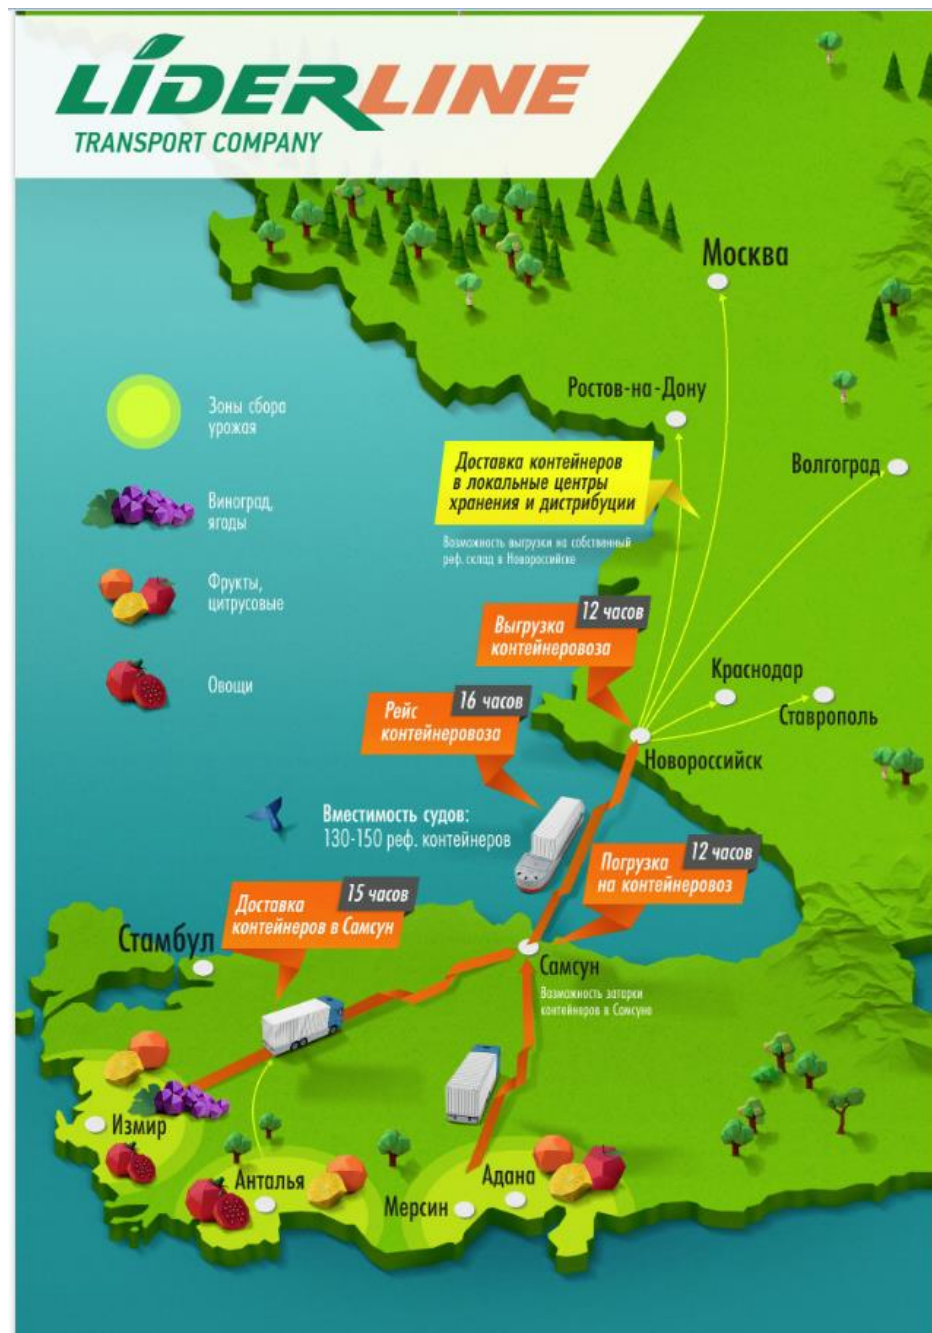 LİDERLINE
TRANSPORT COMPANY
Москва
Ростов-на-Дону
Волгоград
Зоны сбора
урожая
Доставка контейнеров
в локальные центры
хранения и дистрибуции
Возможность выгрузки на собственный
реф. склад в Новороссийске
Виноград,
ягоды
Фрукты,
цитрусовые
Овощи
12 часов
Выгрузка
контейнеровоза
16 часов
Рейс
контейнеровоза
Краснодар
Ставрополь
Новороссийск
Вместимость судов:
130-150 реф. контейнеров
12 часов
Погрузка
на контейнеровоз
15 часов
Доставка
контейнеров в Самсун
Стамбул
Самсун
Возможность затарки
контейнеров в Самсуне
Измир
Анталья
Мерсин
Адана